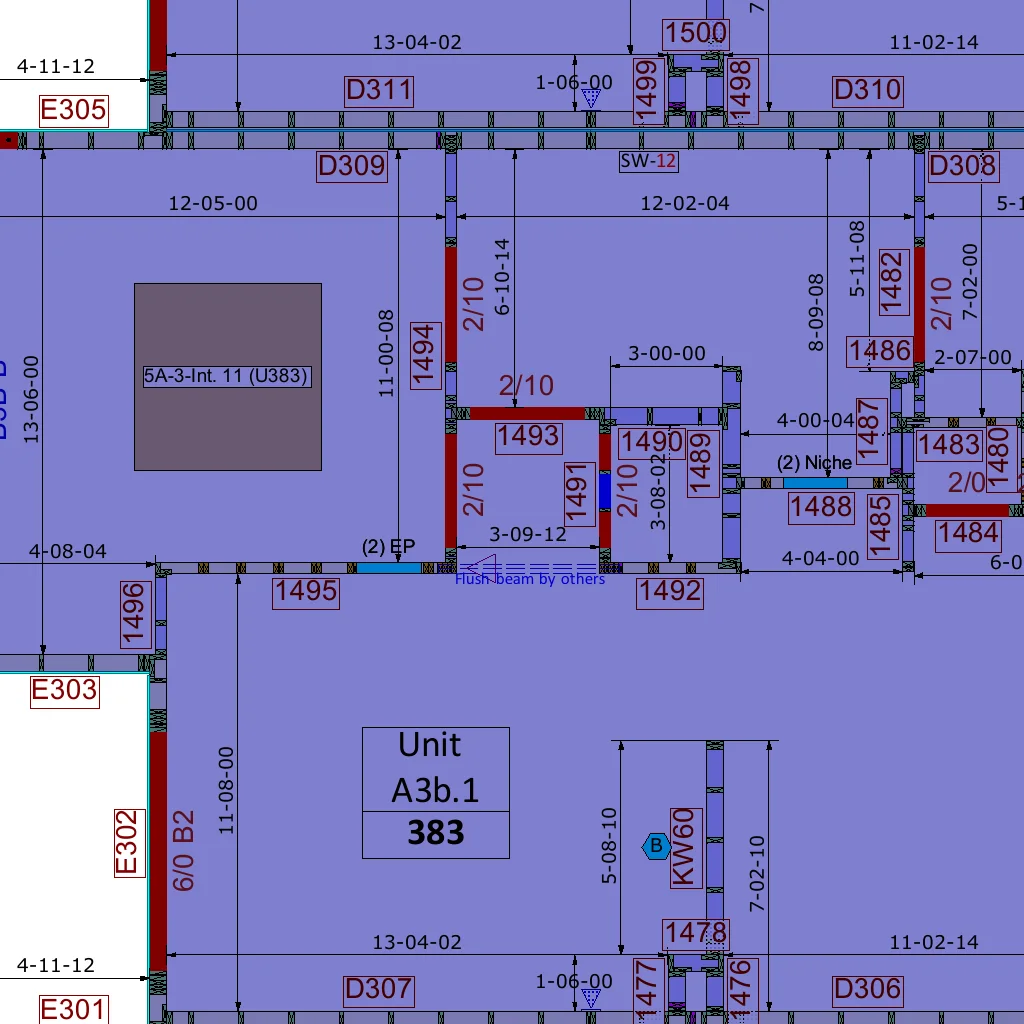 7
1500
13-04-02
11-02-14
4-11-12
1-06-00
1499
1498
D311
D310
E305
D309
SW-12
D308
12-05-00
12-02-04
5-1
6-10-14
5-11-08
1482
7-02-00
2/10
2/10
8-09-08
11-00-08
1494
1486
13-06-00
5A-3-Int. 11 (U383)
3-00-00
2-07-00
2/10
4-00-04
1487
1493
1490
1489
1483
1480
(2) Niche
2/10
1491
2/10
3-08-02
2/0
2
1488
1485
1484
3-09-12
4-08-04
(2) EP
4-04-00
6-0
Flush beam by others
1495
1492
1496
E303
Unit
A3b.1
383
11-08-00
E302
6/0 B2
5-08-10
B
KW60
7-02-10
1478
13-04-02
11-02-14
4-11-12
1-06-00
1477
1476
D307
D306
E301